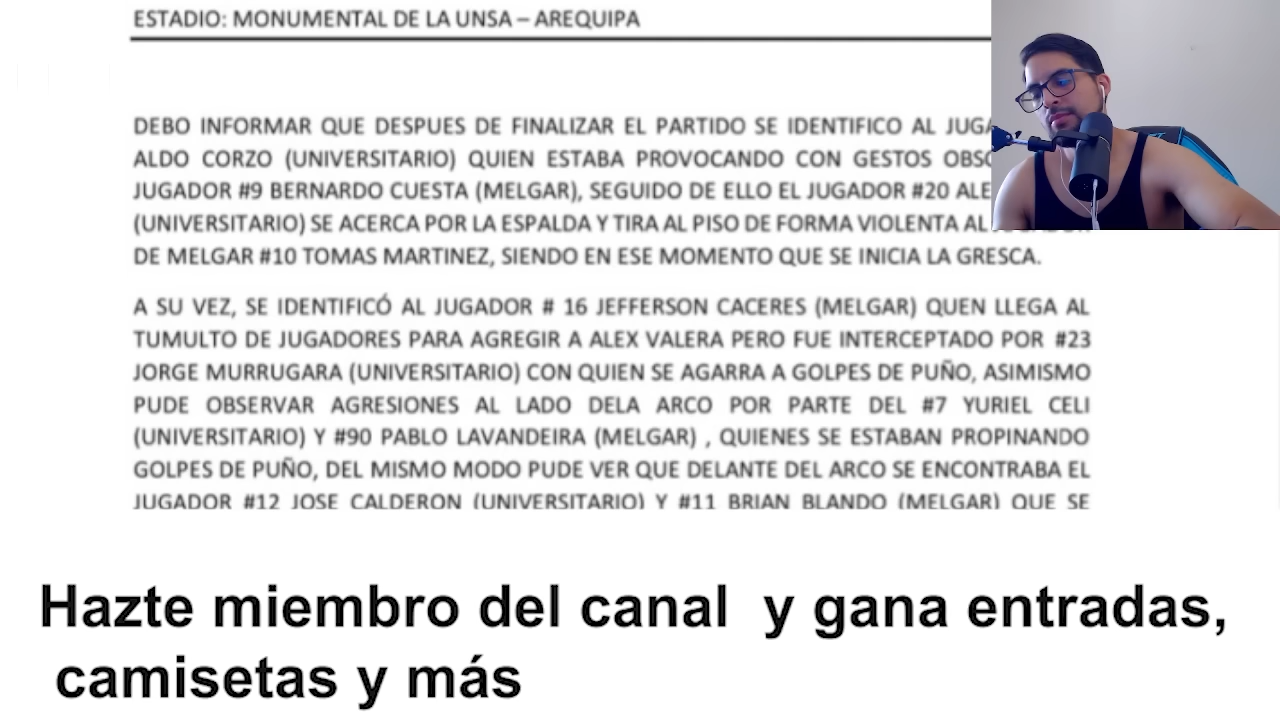 ESTADIO: MONUMENTAL DE LA UNSA – AREQUIPA
DEBO INFORMAR QUE DESPUES DE FINALIZAR EL PARTIDO SE IDENTIFICO AL
ALDO CORZO (UNIVERSITARIO) QUIEN ESTABA PROVOCANDO CON GESTOS
JUGADOR #9 BERNARDO CUESTA (MELGAR), SEGUIDO DE ELLO EL JUGADOR #20
(UNIVERSITARIO) SE ACERCA POR LA ESPALDA Y TIRA AL PISO DE FORMA VIOLENTA AL
DE MELGAR #10 TOMAS MARTINEZ, SIENDO EN ESE MOMENTO QUE SE INICIA LA GRESCA.
A SU VEZ, SE IDENTIFICÓ AL JUGADOR # 16 JEFFERSON CACERES (MELGAR) QUEN LLEGA AL
TUMULTO DE JUGADORES PARA AGREGIR A ALEX VALERA PERO FUE INTERCEPTADO POR #23
JORGE MURRUGARA (UNIVERSITARIO) CON QUIEN SE AGARRA A GOLPES DE PUÑO, ASIMISMO
PUDE OBSERVAR AGRESIONES AL LADO DELA ARCO POR PARTE DEL #7 YURIEL CELI
(UNIVERSITARIO) Y #90 PABLO LAVANDEIRA (MELGAR) , QUIENES SE ESTABAN PROPINANDO
GOLPES DE PUÑO, DEL MISMO MODO PUDE VER QUE DELANTE DEL ARCO SE ENCONTRABA EL
JUGADOR #12 JOSE CALDERON (UNIVERSITARIO) Y #11 BRIAN BLANDO (MELGAR) QUE SE
Hazte miembro del canal y gana entradas,
camisetas y más